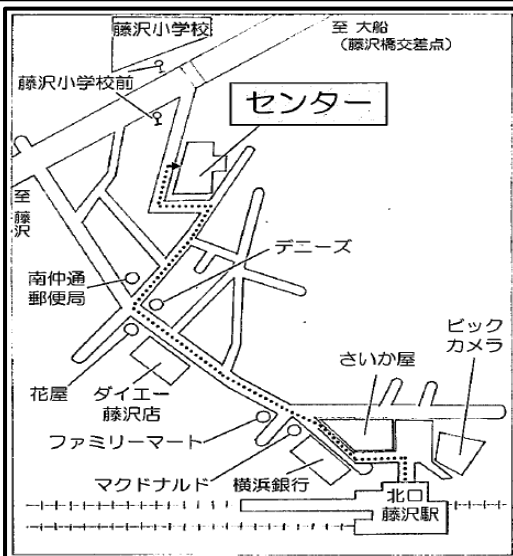 藤沢小学校
至 大船
(藤沢橋交差点)
藤沢小学校前
センター
至
藤
沢
デニーズ
南仲通
郵便局
ビック
カメラ
さいか屋
花屋
ダイエー
藤沢店
ファミリーマート
マクドナルド
横浜銀行
北口
藤沢駅